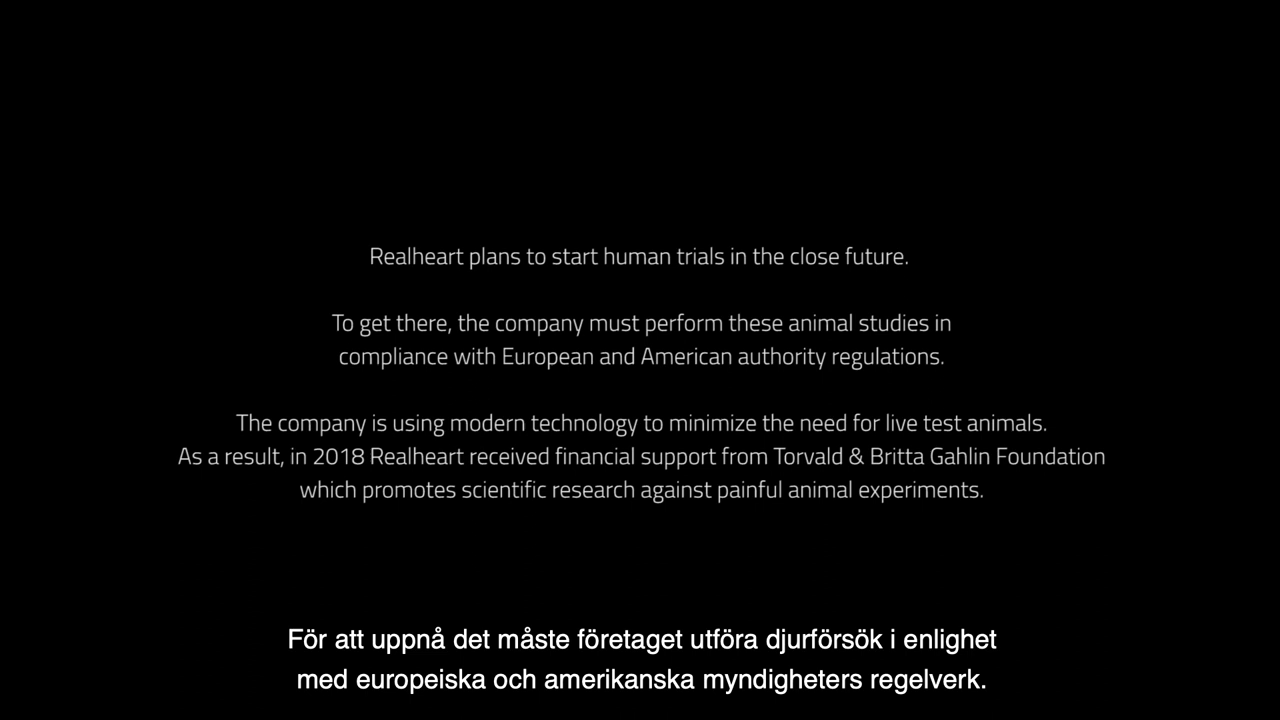 Realheart plans to start human trials in the close future.
To get there, the company must perform these animal studies in
compliance with European and American authority regulations.
The company is using modern technology to minimize the need for live test animals.
As a result, in 2018 Realheart received financial support from Torvald & Britta Gahlin Foundation
which promotes scientific research against painful animal experiments.
För att uppnå det måste företaget utföra djurförsök i enlighet
med europeiska och amerikanska myndigheters regelverk.